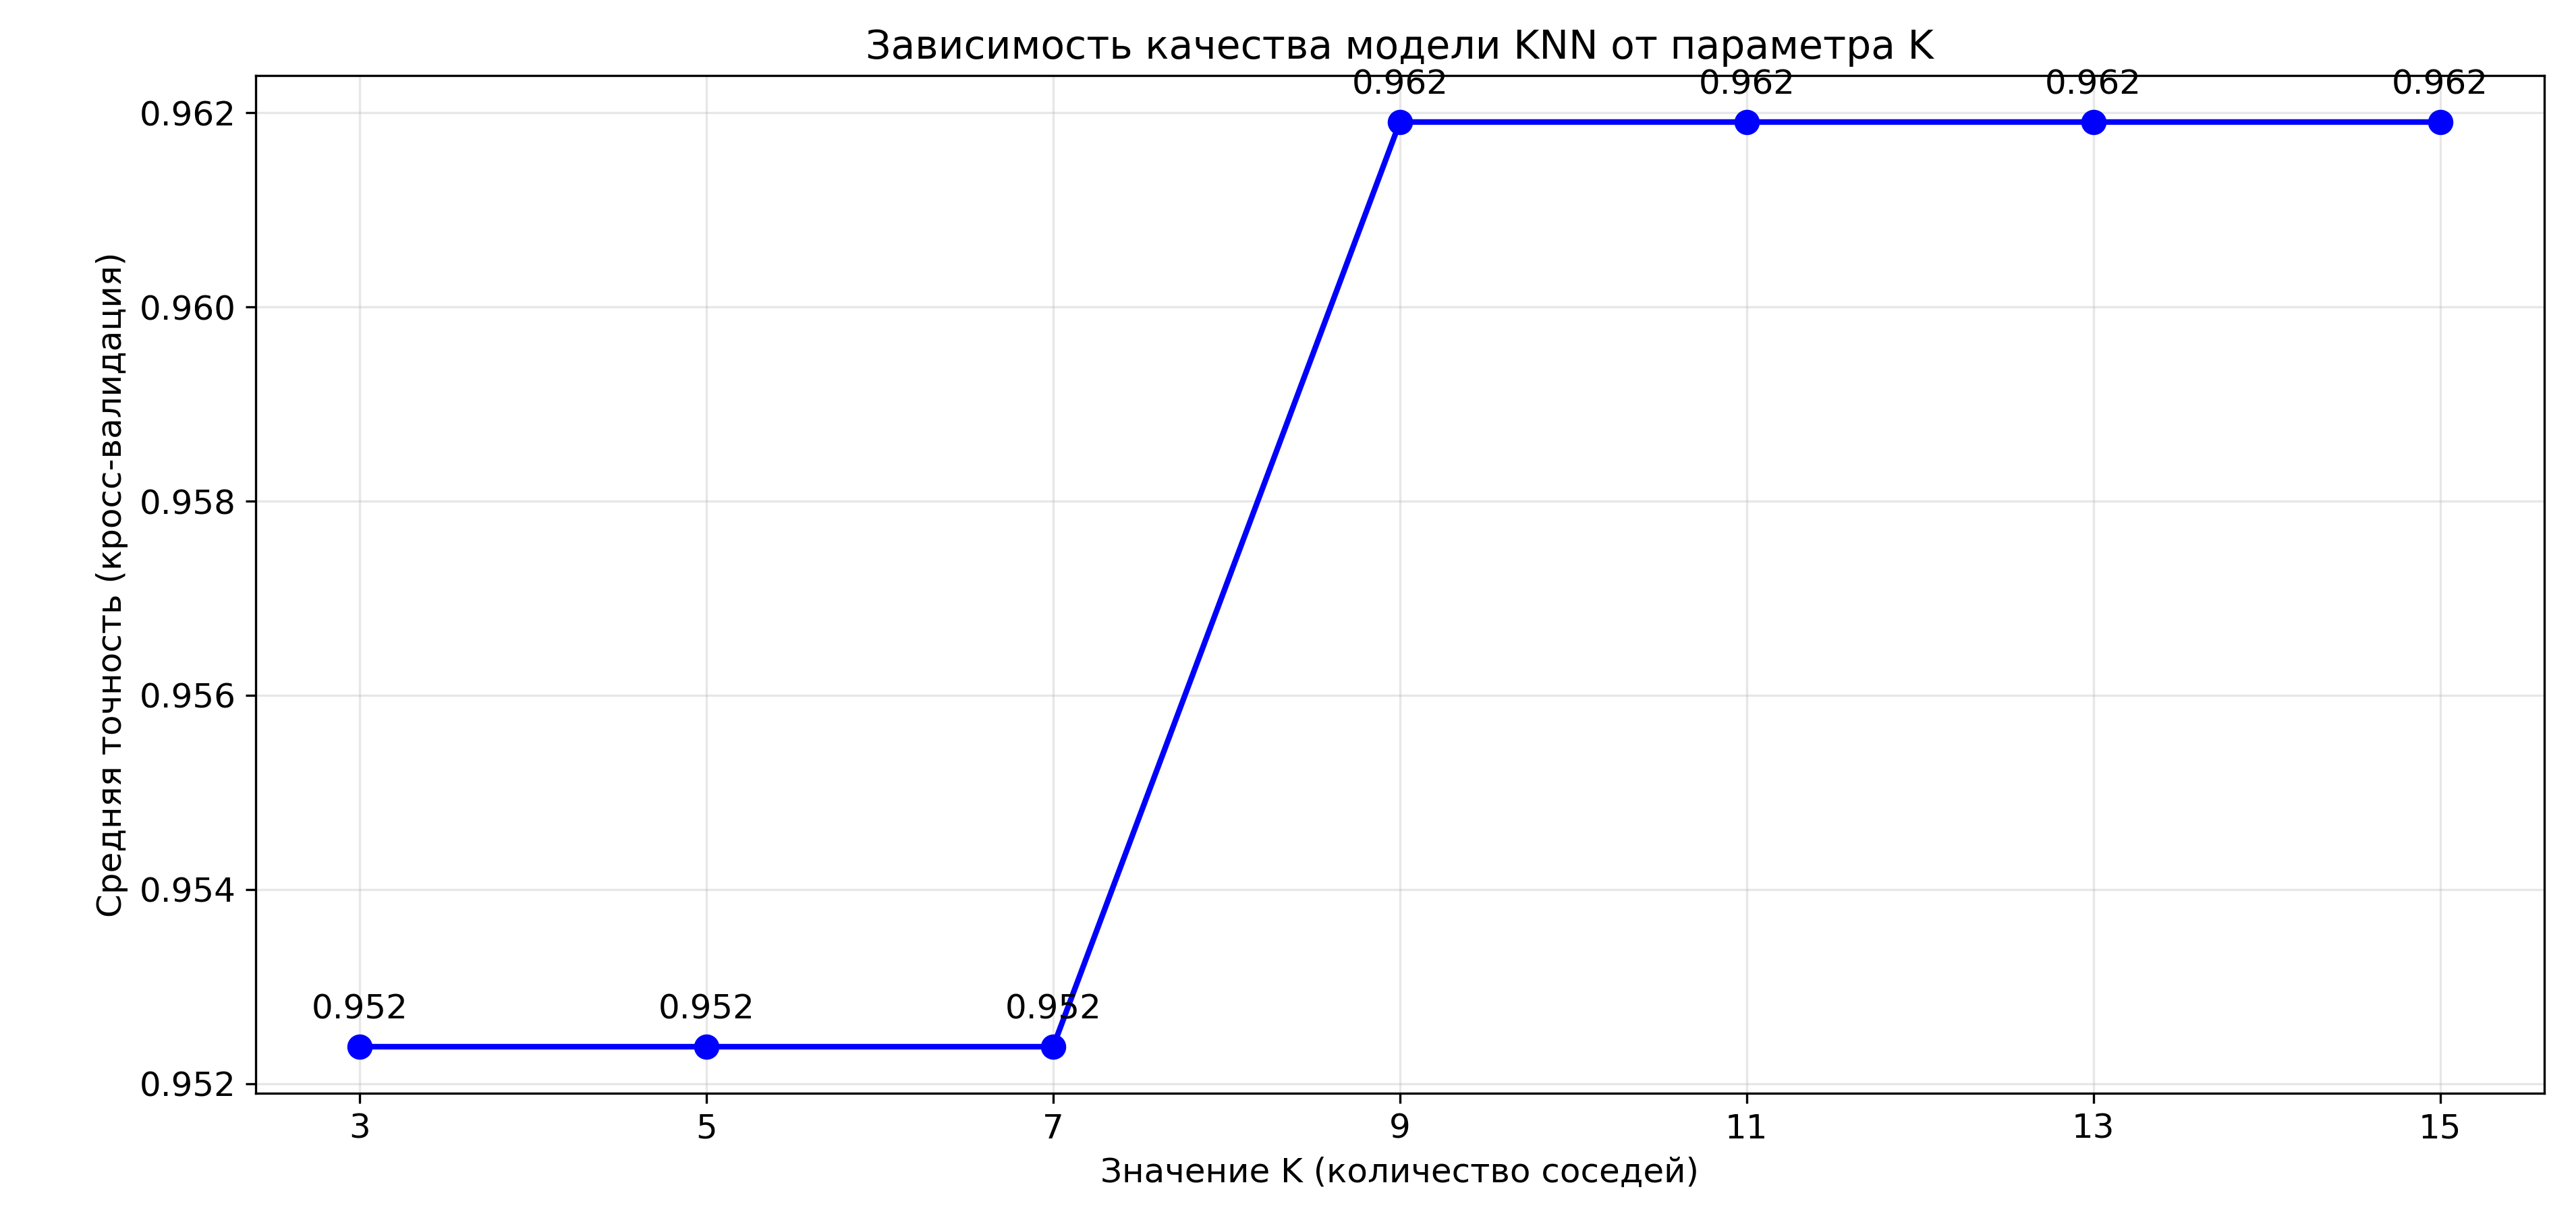 Зависимость качества модели KNN от параметра K
0.962 0.962 0.962 0.962
0.962
0.960
0.958
0.956
0.954
0.952
Средняя точность (кросс-валидация)
0.952 0.952 0.952
3 5 7 9 11 13 15
Значение K (количество соседей)